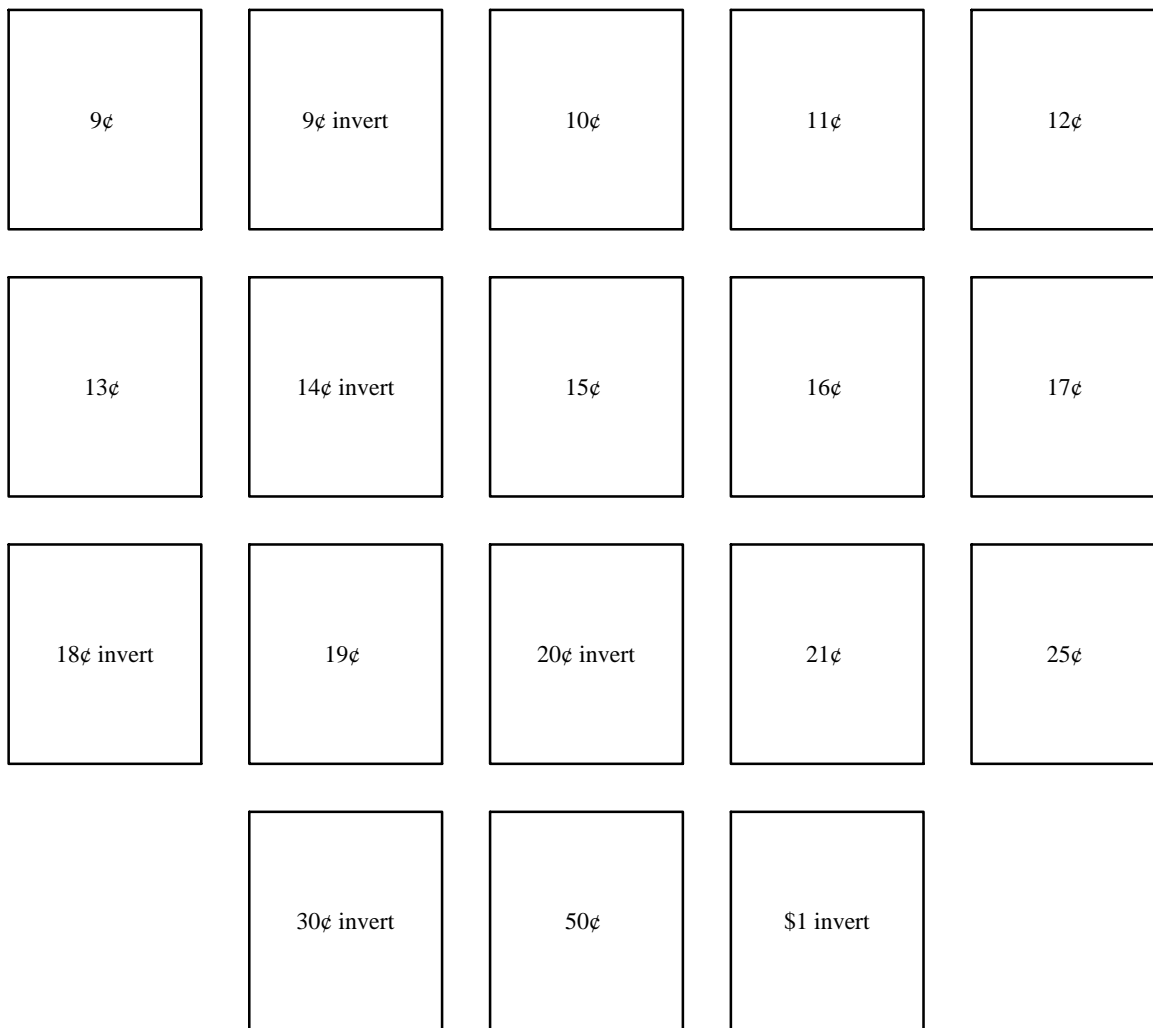 9¢
9¢ invert
10¢
11¢
12¢
13¢
14¢ invert
15¢
16¢
17¢
18¢ invert
19¢
20¢ invert
21¢
25¢
30¢ invert
50¢
$1 invert